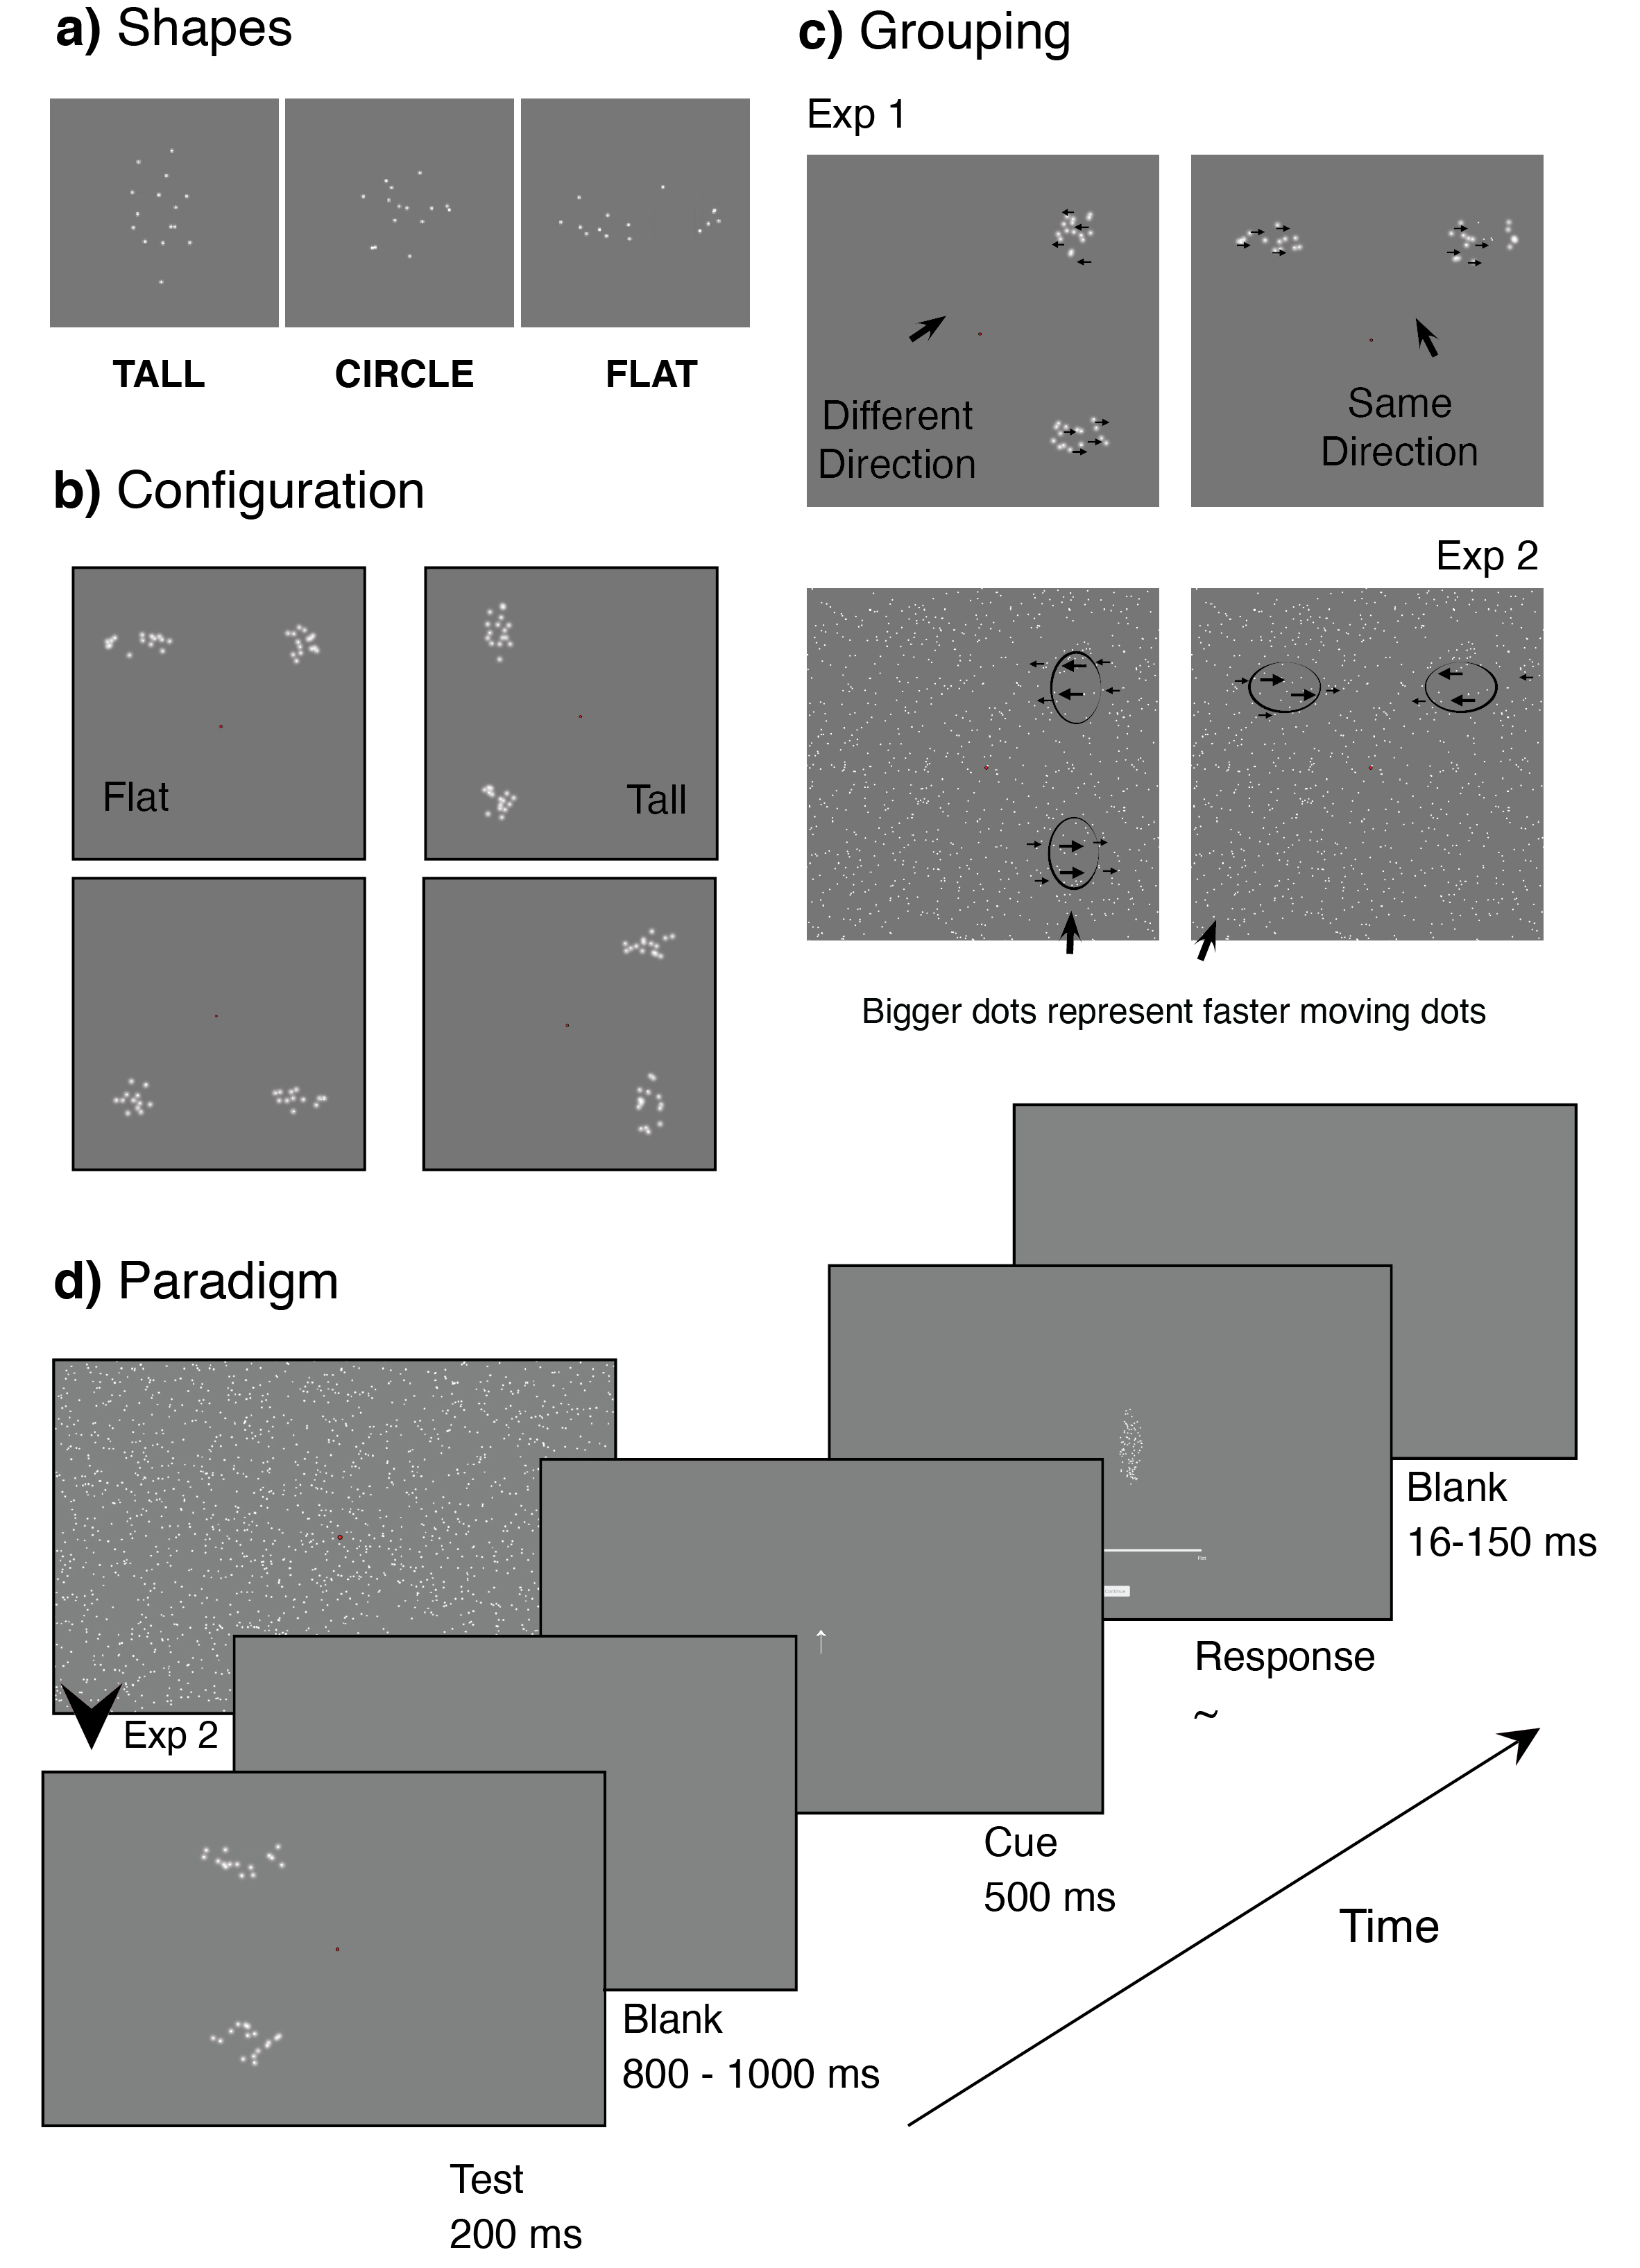 a) Shapes
TALL
CIRCLE
FLAT
b) Configuration
Flat
Tall
c) Grouping
Exp 1
Different
Direction
Same
Direction
Exp 2
Bigger dots represent faster moving dots
d) Paradigm
Exp 2
Test
200 ms
Blank
800 - 1000 ms
Cue
500 ms
Flat
Continue
Response
~
Blank
16-150 ms
Time